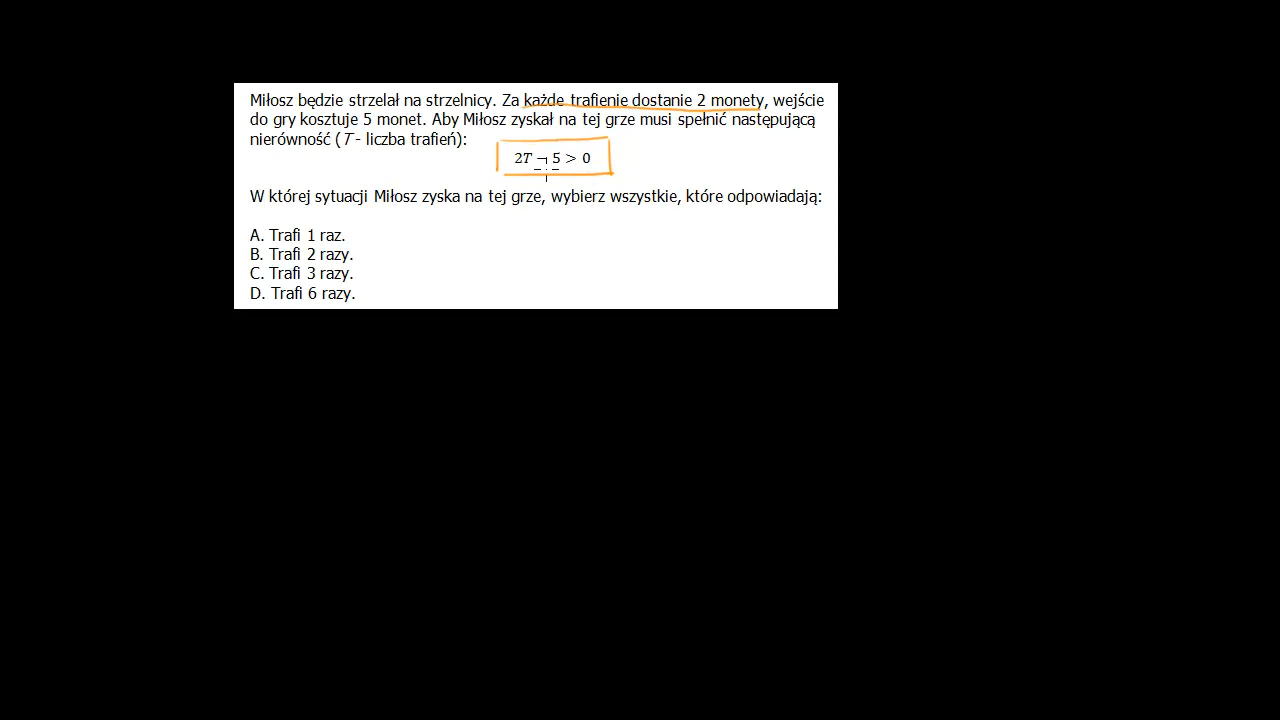 Miłosz będzie strzelał na strzelnicy. Za każde trafienie dostanie 2 monety, wejście
do gry kosztuje 5 monet. Aby Miłosz zyskał na tej grze musi spełnić następującą
nierówność (T - liczba trafień):
2T − 5 > 0
W której sytuacji Miłosz zyska na tej grze, wybierz wszystkie, które odpowiadają:
A. Trafi 1 raz.
B. Trafi 2 razy.
C. Trafi 3 razy.
D. Trafi 6 razy.